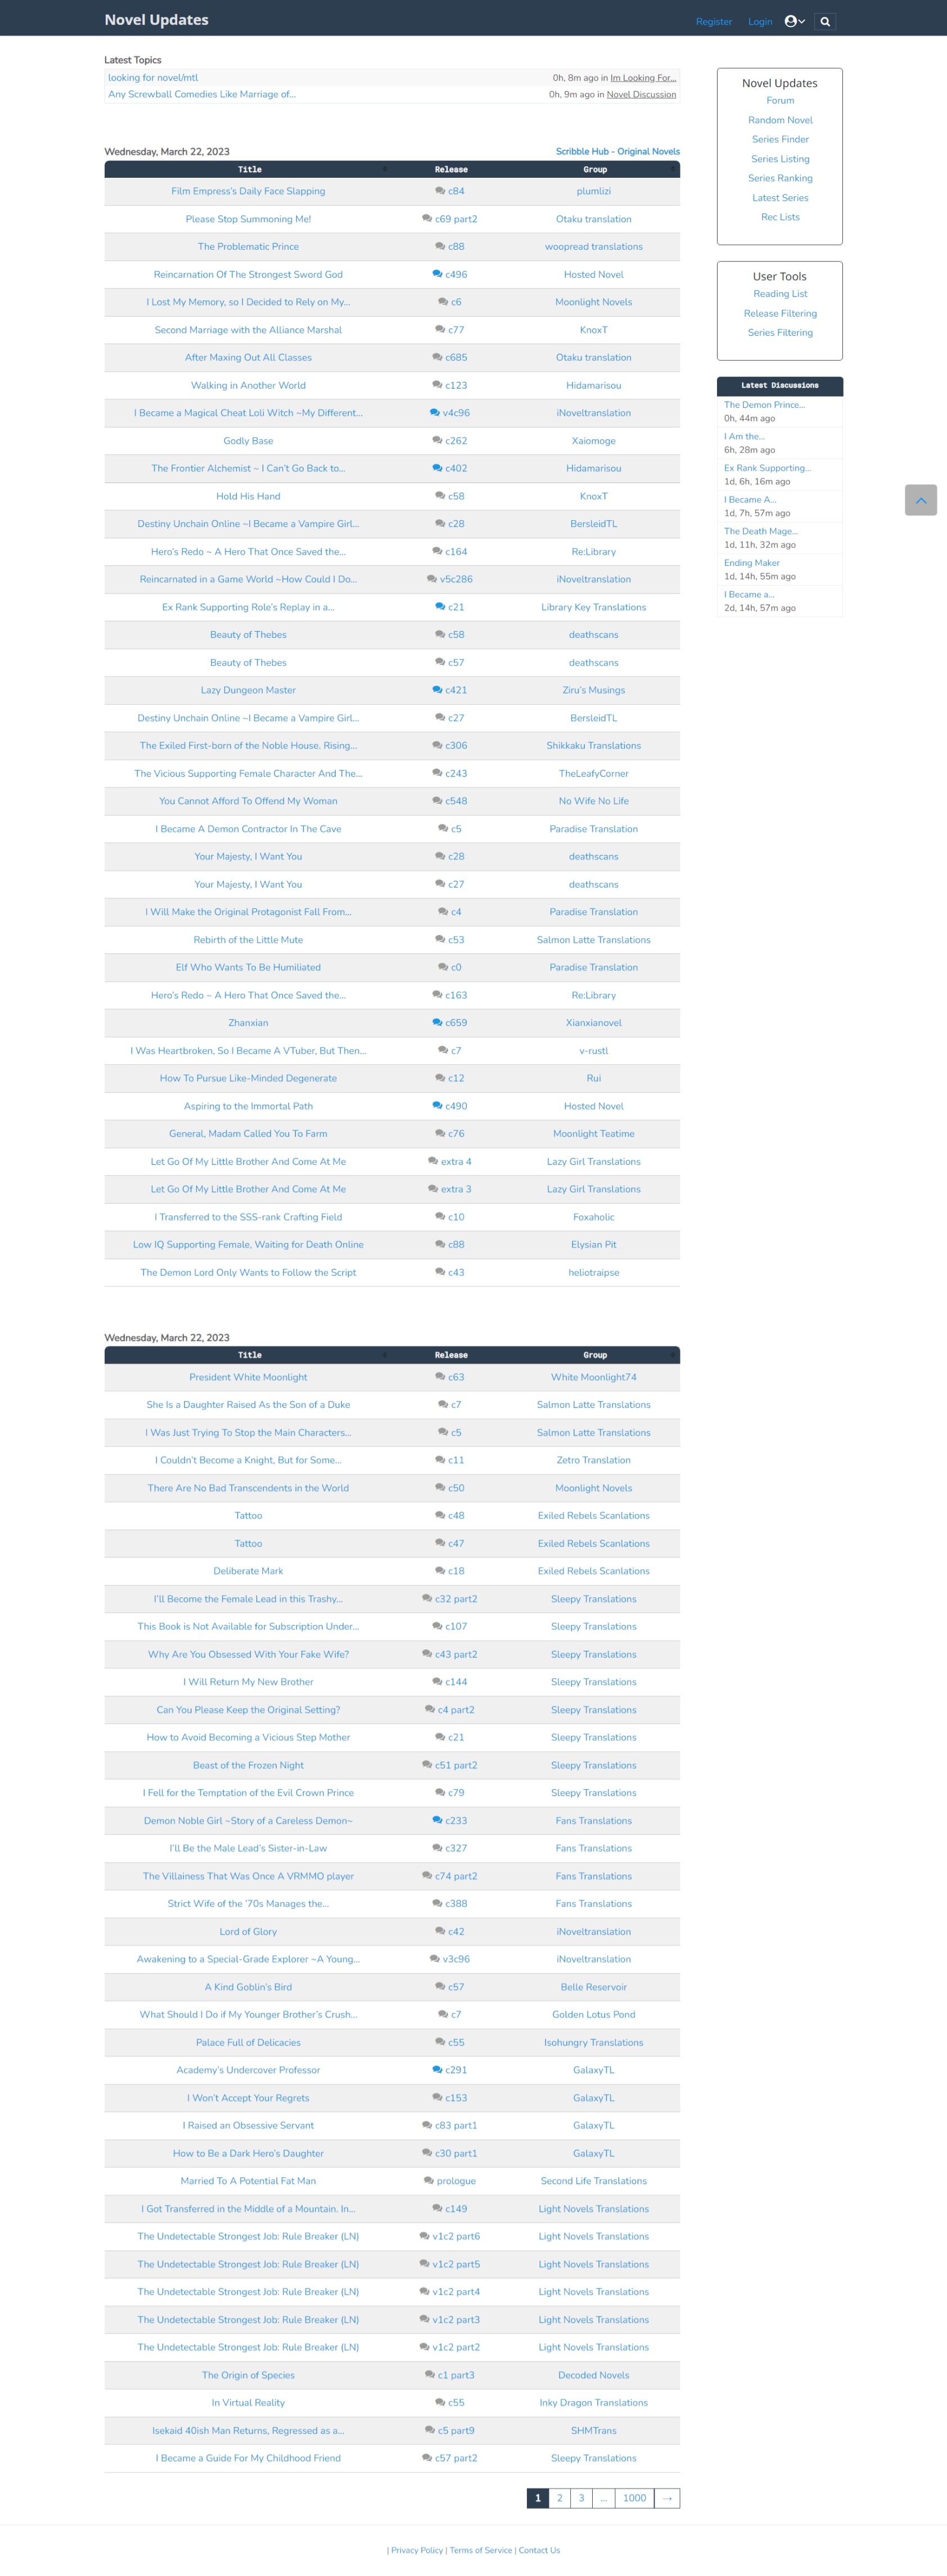 Novel Updates
Register Login
Latest Topics
looking for novel/mtl 0h, 8m ago in Im Looking For...
Any Screwball Comedies Like Marriage of... 0h, 9m ago in Novel Discussion
Wednesday, March 22, 2023 Scribble Hub - Original Novels
Title Release Group
Film Empress's Daily Face Slapping c84 plumlizi
Please Stop Summoning Me! c69 part2 Otaku translation
The Problematic Prince c88 woopread translations
Reincarnation Of The Strongest Sword God c496 Hosted Novel
I Lost My Memory, so I Decided to Rely on My... c6 Moonlight Novels
Second Marriage with the Alliance Marshal c77 KnoxT
After Maxing Out All Classes c685 Otaku translation
Walking in Another World c123 Hidamarisou
I Became a Magical Cheat Loli Witch ~My Different... v4c96 iNoveltranslation
Godly Base c262 Xaiomoge
The Frontier Alchemist ~ I Can't Go Back to... c402 Hidamarisou
Hold His Hand c58 KnoxT
Destiny Unchain Online ~I Became a Vampire Girl... c28 BersleidTL
Hero's Redo ~ A Hero That Once Saved the... c164 Re:Library
Reincarnated in a Game World ~How Could I Do... v5c286 iNoveltranslation
Ex Rank Supporting Role's Replay in a... c21 Library Key Translations
Beauty of Thebes c58 deathscans
Beauty of Thebes c57 deathscans
Lazy Dungeon Master c421 Ziru's Musings
Destiny Unchain Online ~I Became a Vampire Girl... c27 BersleidTL
The Exiled First-born of the Noble House. Rising... c306 Shikkaku Translations
The Vicious Supporting Female Character And The... c243 TheLeafyCorner
You Cannot Afford To Offend My Woman c548 No Wife No Life
I Became A Demon Contractor In The Cave c5 Paradise Translation
Your Majesty, I Want You c28 deathscans
Your Majesty, I Want You c27 deathscans
I Will Make the Original Protagonist Fall From... c4 Paradise Translation
Rebirth of the Little Mute c53 Salmon Latte Translations
Elf Who Wants To Be Humiliated c0 Paradise Translation
Hero's Redo ~ A Hero That Once Saved the... c163 Re:Library
Zhanxian c659 Xianxianovel
I Was Heartbroken, So I Became A VTuber, But Then... c7 v-rustl
How To Pursue Like-Minded Degenerate c12 Rui
Aspiring to the Immortal Path c490 Hosted Novel
General, Madam Called You To Farm c76 Moonlight Teatime
Let Go Of My Little Brother And Come At Me extra 4 Lazy Girl Translations
Let Go Of My Little Brother And Come At Me extra 3 Lazy Girl Translations
I Transferred to the SSS-rank Crafting Field c10 Foxaholic
Low IQ Supporting Female, Waiting for Death Online c88 Elysian Pit
The Demon Lord Only Wants to Follow the Script c43 heliotraipse
Wednesday, March 22, 2023
Title Release Group
President White Moonlight c63 White Moonlight74
She Is a Daughter Raised As the Son of a Duke c7 Salmon Latte Translations
I Was Just Trying To Stop the Main Characters... c5 Salmon Latte Translations
I Couldn't Become a Knight, But for Some... c11 Zetro Translation
There Are No Bad Transcendents in the World c50 Moonlight Novels
Tattoo c48 Exiled Rebels Scanlations
Tattoo c47 Exiled Rebels Scanlations
Deliberate Mark c18 Exiled Rebels Scanlations
I'll Become the Female Lead in this Trashy... c32 part2 Sleepy Translations
This Book is Not Available for Subscription Under... c107 Sleepy Translations
Why Are You Obsessed With Your Fake Wife? c43 part2 Sleepy Translations
I Will Return My New Brother c144 Sleepy Translations
Can You Please Keep the Original Setting? c4 part2 Sleepy Translations
How to Avoid Becoming a Vicious Step Mother c21 Sleepy Translations
Beast of the Frozen Night c51 part2 Sleepy Translations
I Fell for the Temptation of the Evil Crown Prince c79 Sleepy Translations
Demon Noble Girl ~Story of a Careless Demon~ c233 Fans Translations
I'll Be the Male Lead's Sister-in-Law c327 Fans Translations
The Villainess That Was Once A VRMMO player c74 part2 Fans Translations
Strict Wife of the '70s Manages the... c388 Fans Translations
Lord of Glory c42 iNoveltranslation
Awakening to a Special-Grade Explorer ~A Young... v3c96 iNoveltranslation
A Kind Goblin's Bird c57 Belle Reservoir
What Should I Do if My Younger Brother's Crush... c7 Golden Lotus Pond
Palace Full of Delicacies c55 Isohungry Translations
Academy's Undercover Professor c291 GalaxyTL
I Won't Accept Your Regrets c153 GalaxyTL
I Raised an Obsessive Servant c83 part1 GalaxyTL
How to Be a Dark Hero's Daughter c30 part1 GalaxyTL
Married To A Potential Fat Man prologue Second Life Translations
I Got Transferred in the Middle of a Mountain. In... c149 Light Novels Translations
The Undetectable Strongest Job: Rule Breaker (LN) v1c2 part6 Light Novels Translations
The Undetectable Strongest Job: Rule Breaker (LN) v1c2 part5 Light Novels Translations
The Undetectable Strongest Job: Rule Breaker (LN) v1c2 part4 Light Novels Translations
The Undetectable Strongest Job: Rule Breaker (LN) v1c2 part3 Light Novels Translations
The Undetectable Strongest Job: Rule Breaker (LN) v1c2 part2 Light Novels Translations
The Origin of Species c1 part3 Decoded Novels
In Virtual Reality c55 Inky Dragon Translations
Isekaid 40ish Man Returns, Regressed as a... c5 part9 SHMTrans
I Became a Guide For My Childhood Friend c57 part2 Sleepy Translations
1 2 3 ... 1000 →
Novel Updates
Forum
Random Novel
Series Finder
Series Listing
Series Ranking
Latest Series
Rec Lists
User Tools
Reading List
Release Filtering
Series Filtering
Latest Discussions
The Demon Prince...
0h, 44m ago
I Am the...
6h, 28m ago
Ex Rank Supporting...
1d, 6h, 16m ago
I Became A...
1d, 7h, 57m ago
The Death Mage...
1d, 11h, 32m ago
Ending Maker
1d, 14h, 55m ago
I Became a...
2d, 14h, 57m ago
| Privacy Policy | Terms of Service | Contact Us